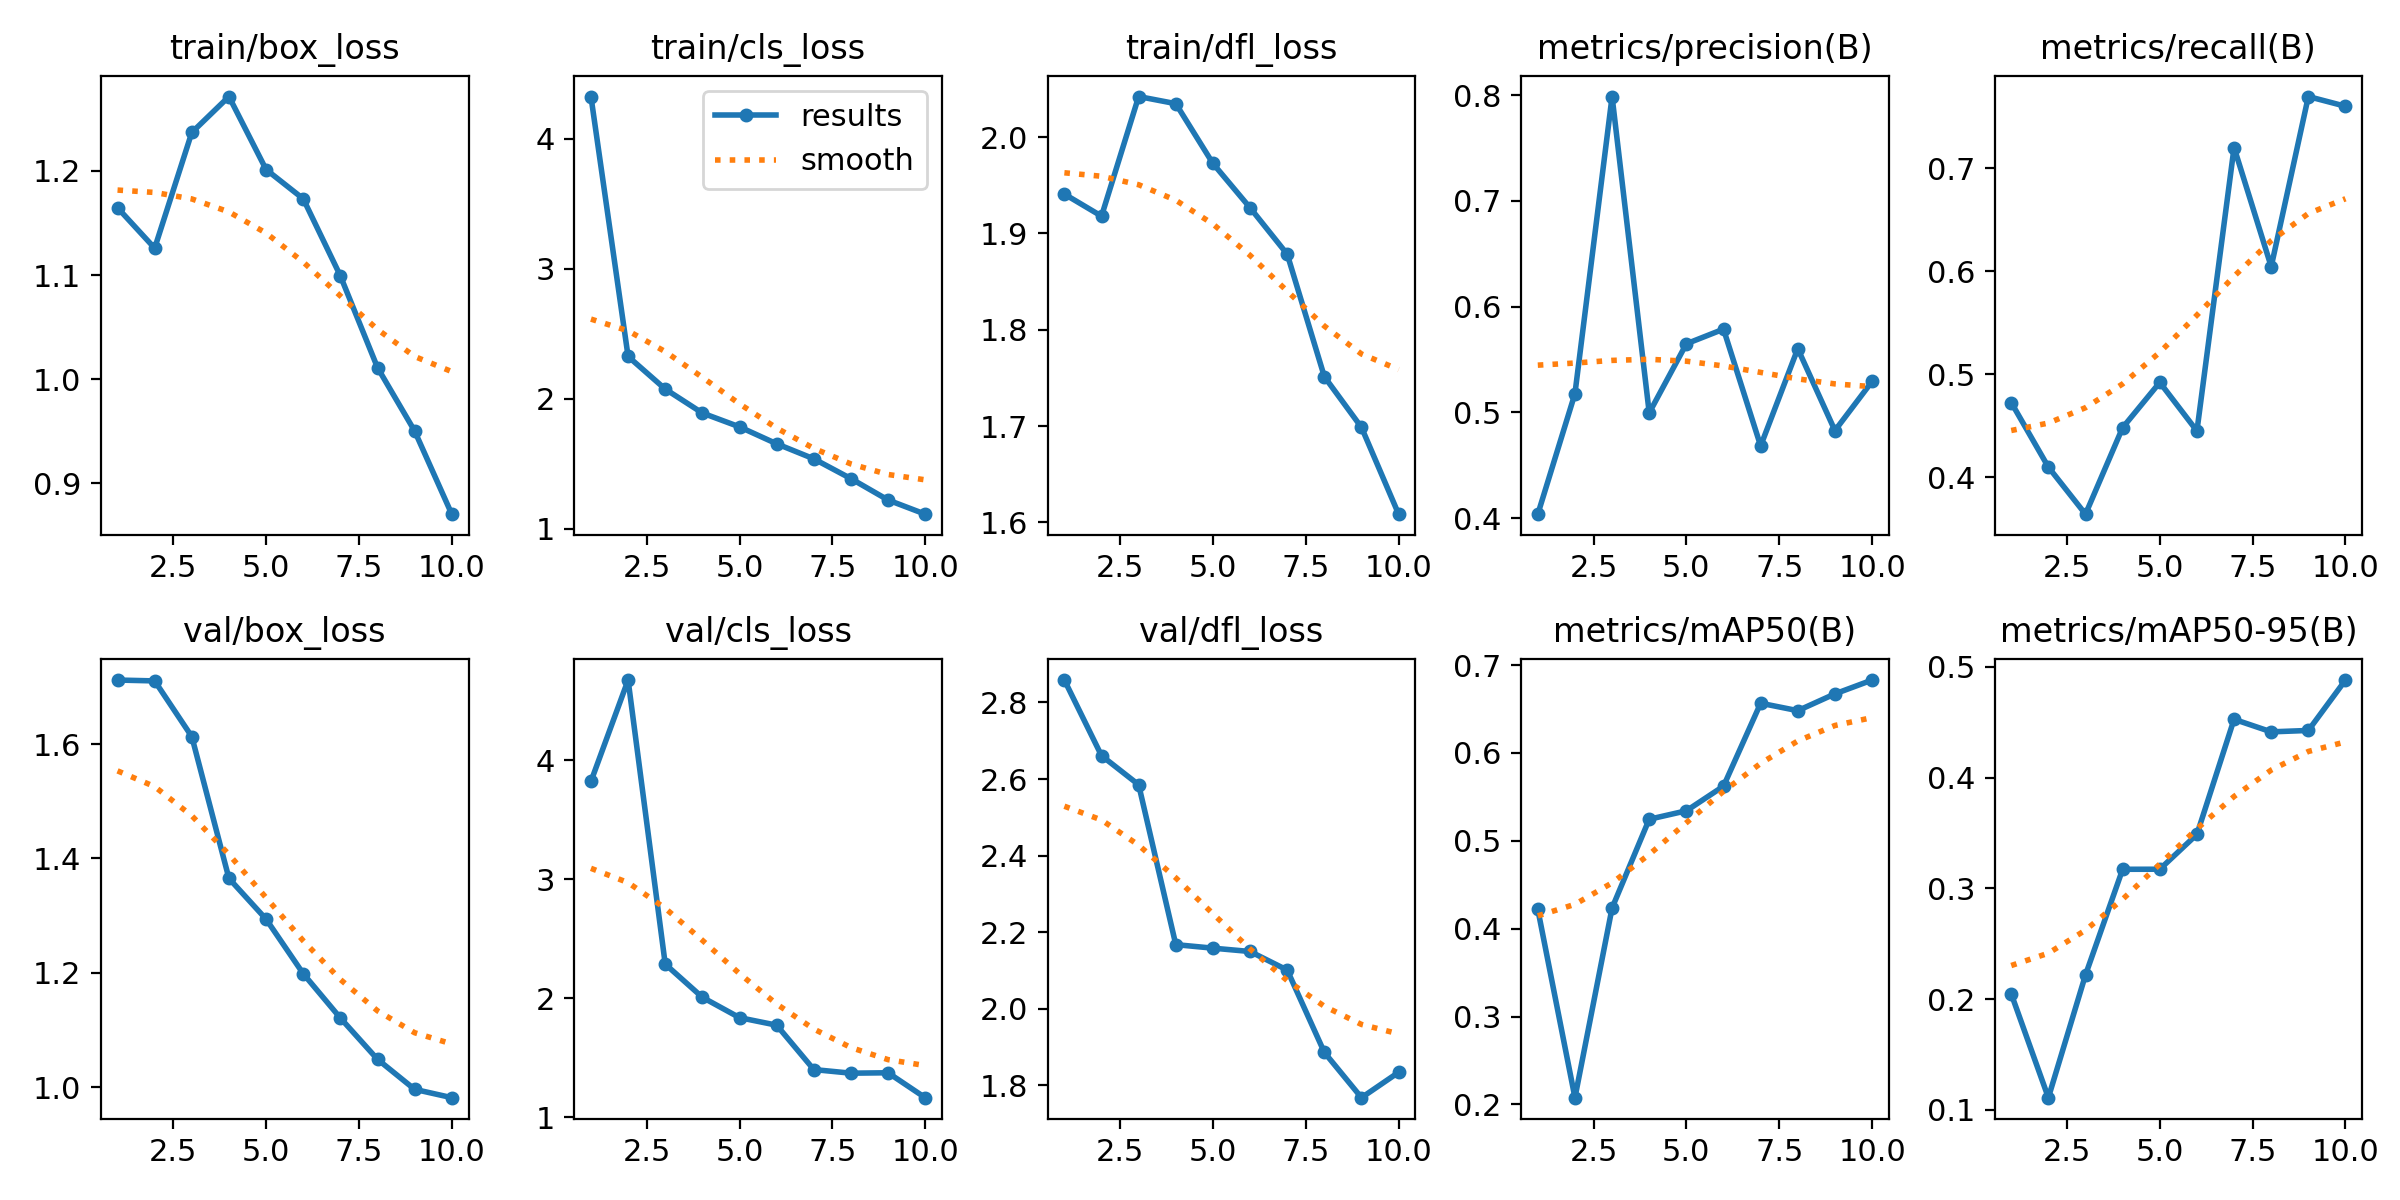 train/box_loss
1.2
1.1
1.0
0.9
2.5 5.0 7.5 10.0
train/cls_loss
results
smooth
4
3
2
1
2.5 5.0 7.5 10.0
train/dfl_loss
2.0
1.9
1.8
1.7
1.6
2.5 5.0 7.5 10.0
metrics/precision(B)
0.8
0.7
0.6
0.5
0.4
2.5 5.0 7.5 10.0
metrics/recall(B)
0.7
0.6
0.5
0.4
2.5 5.0 7.5 10.0
val/box_loss
1.6
1.4
1.2
1.0
2.5 5.0 7.5 10.0
val/cls_loss
4
3
2
1
2.5 5.0 7.5 10.0
val/dfl_loss
2.8
2.6
2.4
2.2
2.0
1.8
2.5 5.0 7.5 10.0
metrics/mAP50(B)
0.7
0.6
0.5
0.4
0.3
0.2
2.5 5.0 7.5 10.0
metrics/mAP50-95(B)
0.5
0.4
0.3
0.2
0.1
2.5 5.0 7.5 10.0